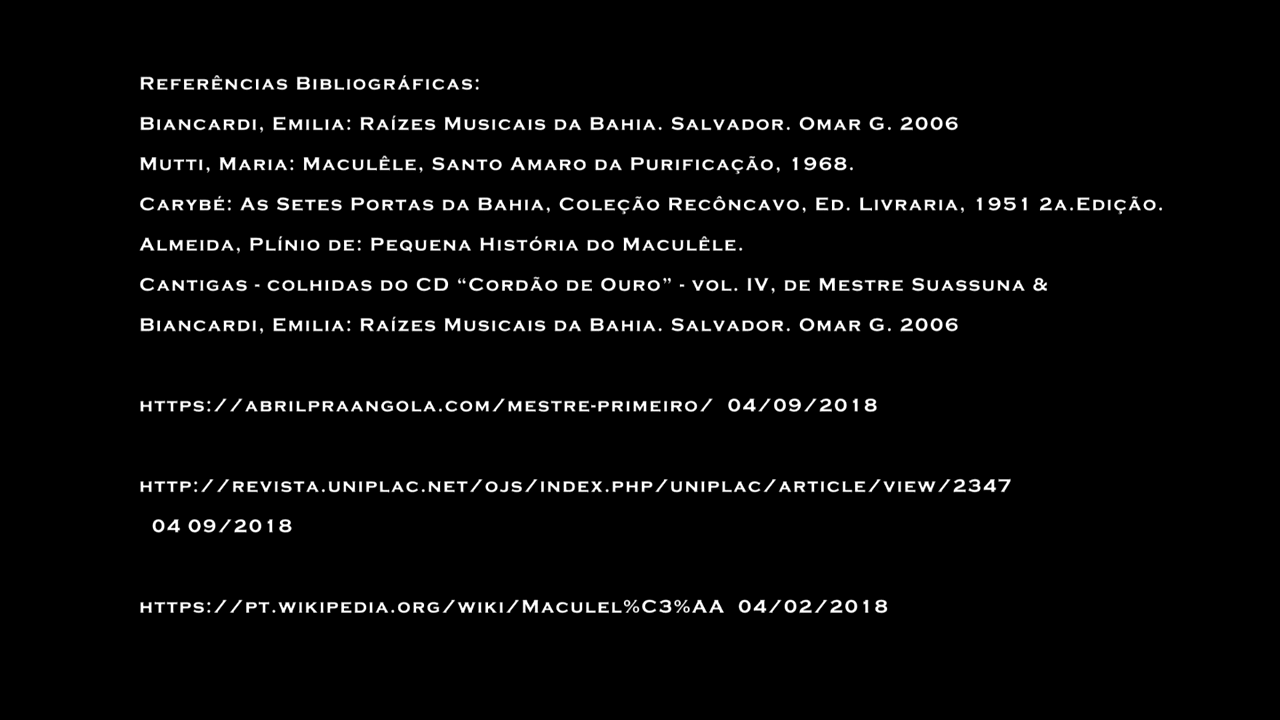 Referências Bibliográficas:
Biancardi, Emilia: Raízes Musicais da Bahia. Salvador. Omar G. 2006
Mutti, Maria: Maculêle, Santo Amaro da Purificação, 1968.
Carybé: As Setes Portas da Bahia, Coleção Recôncavo, Ed. Livraria, 1951 2a.Edição.
Almeida, Plínio de: Pequena História do Maculêle.
Cantigas - colhidas do CD “Cordão de Ouro” - vol. IV, de Mestre Suassuna &
Biancardi, Emilia: Raízes Musicais da Bahia. Salvador. Omar G. 2006
https://abrilpraangola.com/mestre-primeiro/ 04/09/2018
http://revista.uniplac.net/ojs/index.php/uniplac/article/view/2347
04 09/2018
https://pt.wikipedia.org/wiki/Maculel%C3%AA 04/02/2018